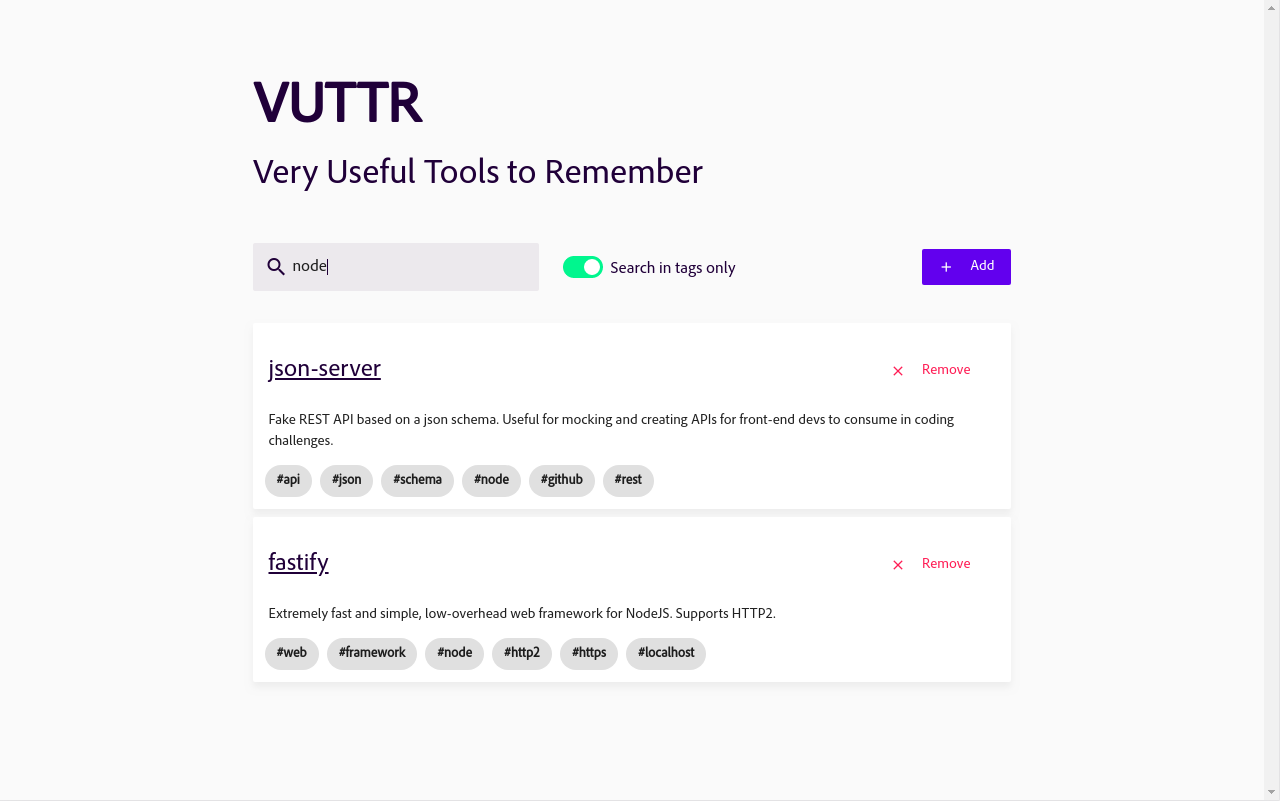 VUTTR
Very Useful Tools to Remember
node
Search in tags only
Add
json-server
Remove
Fake REST API based on a json schema. Useful for mocking and creating APIs for front-end devs to consume in coding
challenges.
#api #json #schema #node #github #rest
fastify
Remove
Extremely fast and simple, low-overhead web framework for NodeJS. Supports HTTP2.
#web #framework #node #http2 #https #localhost